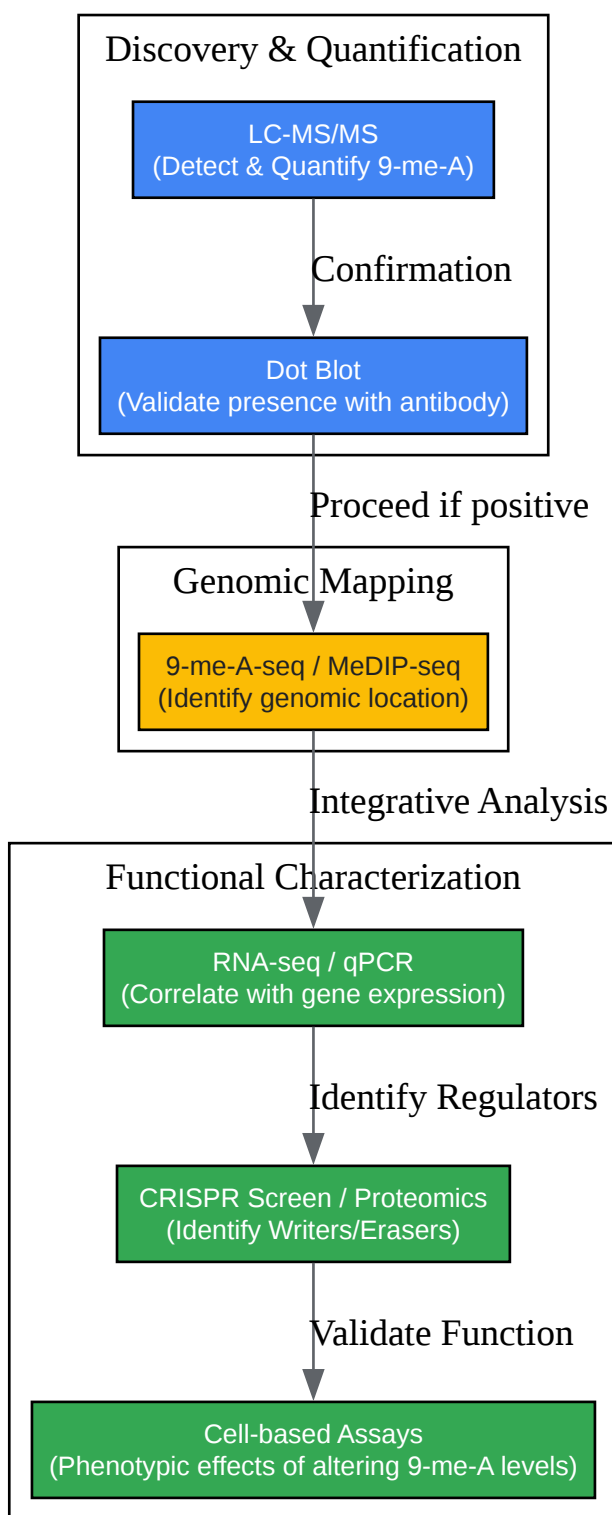 Discovery & Quantification
LC-MS/MS
(Detect & Quantify 9-me-A)
Confirmation
Dot Blot
(Validate presence with antibody)
Proceed if positive
Genomic Mapping
9-me-A-seq / MeDIP-seq
(Identify genomic location)
Integrative Analysis
Functional Characterization
RNA-seq / qPCR
(Correlate with gene expression)
Identify Regulators
CRISPR Screen / Proteomics
(Identify Writers/Erasers)
Validate Function
Cell-based Assays
(Phenotypic effects of altering 9-me-A levels)